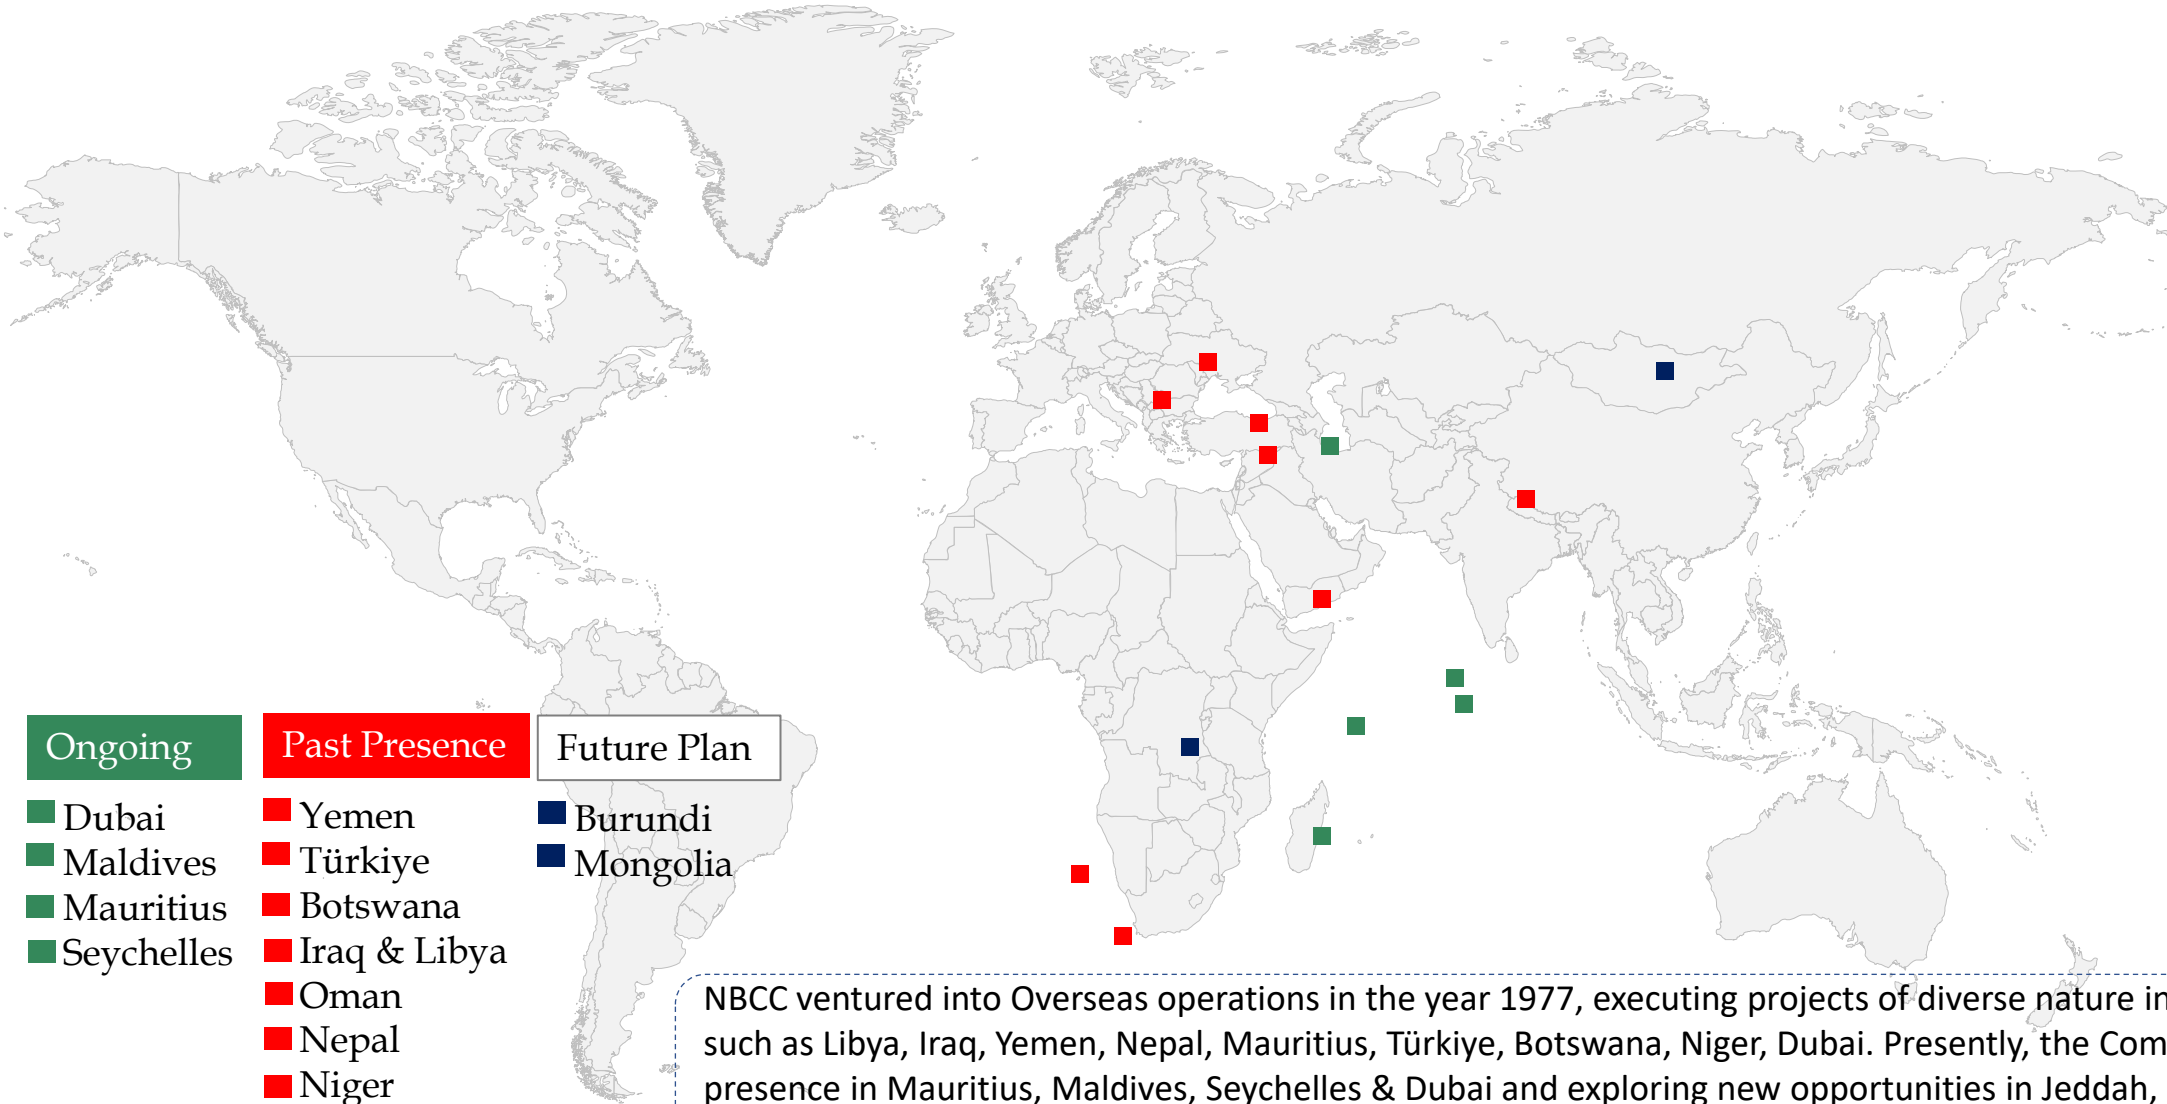 Ongoing
Dubai
Maldives
Mauritius
Seychelles
Past Presence
Yemen
Türkiye
Botswana
Iraq & Libya
Oman
Nepal
Niger
Future Plan
Burundi
Mongolia
NBCC ventured into Overseas operations in the year 1977, executing projects of diverse nature in
such as Libya, Iraq, Yemen, Nepal, Mauritius, Türkiye, Botswana, Niger, Dubai. Presently, the Com
presence in Mauritius, Maldives, Seychelles & Dubai and exploring new opportunities in Jeddah,